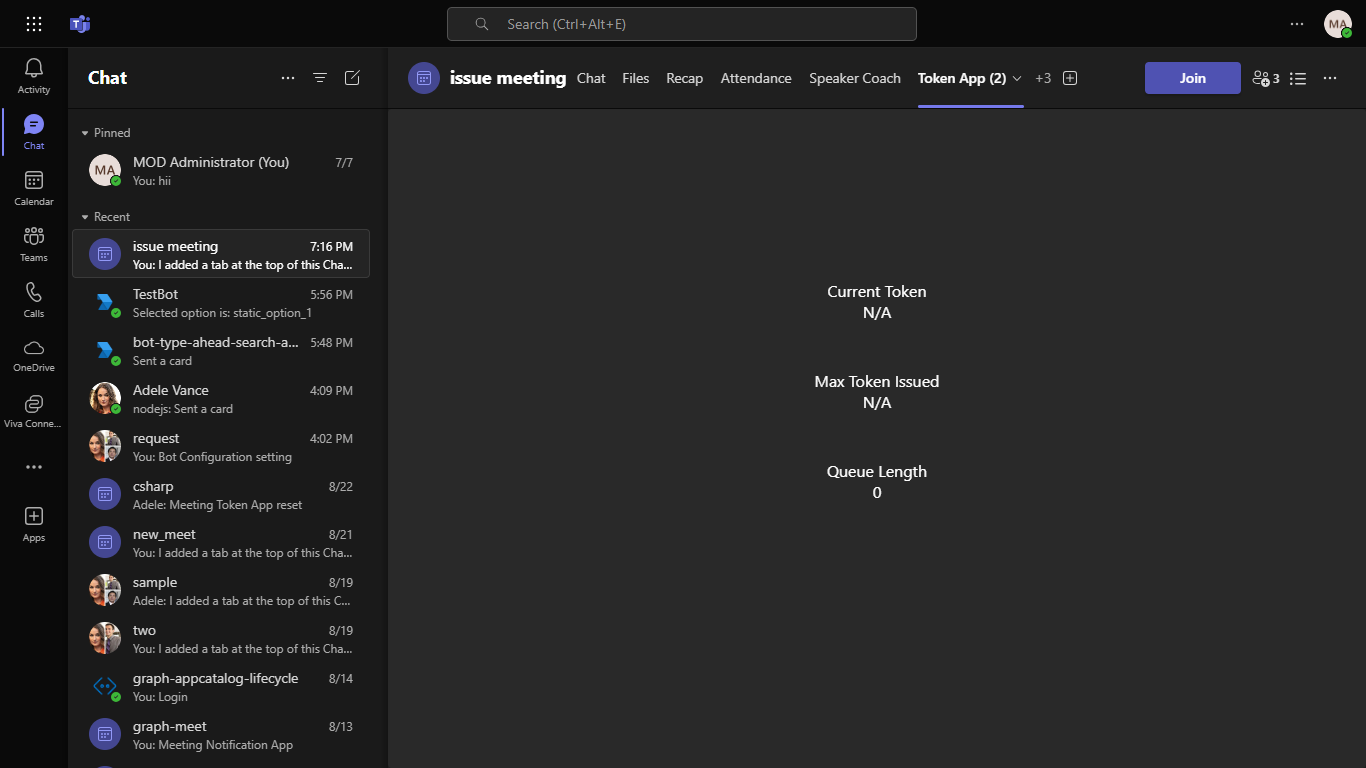 Search (Ctrl+Alt+E)
MA
Activity
Chat
Calendar
Teams
Calls
OneDrive
Viva Conne...
Apps
Chat
Pinned
MA
MOD Administrator (You) 7/7
You: hii
Recent
issue meeting 7:16 PM
You: I added a tab at the top of this Cha...
TestBot 5:56 PM
Selected option is: static_option_1
bot-type-ahead-search-a... 5:48 PM
Sent a card
Adele Vance 4:09 PM
nodejs: Sent a card
request 4:02 PM
You: Bot Configuration setting
csharp 8/22
Adele: Meeting Token App reset
new_meet 8/21
You: I added a tab at the top of this Cha...
sample 8/19
Adele: I added a tab at the top of this C...
two 8/19
You: I added a tab at the top of this Cha...
graph-appcatalog-lifecycle 8/14
You: Login
graph-meet 8/13
You: Meeting Notification App
issue meeting Chat Files Recap Attendance Speaker Coach Token App (2) +3 Join 3
Current Token
N/A
Max Token Issued
N/A
Queue Length
0